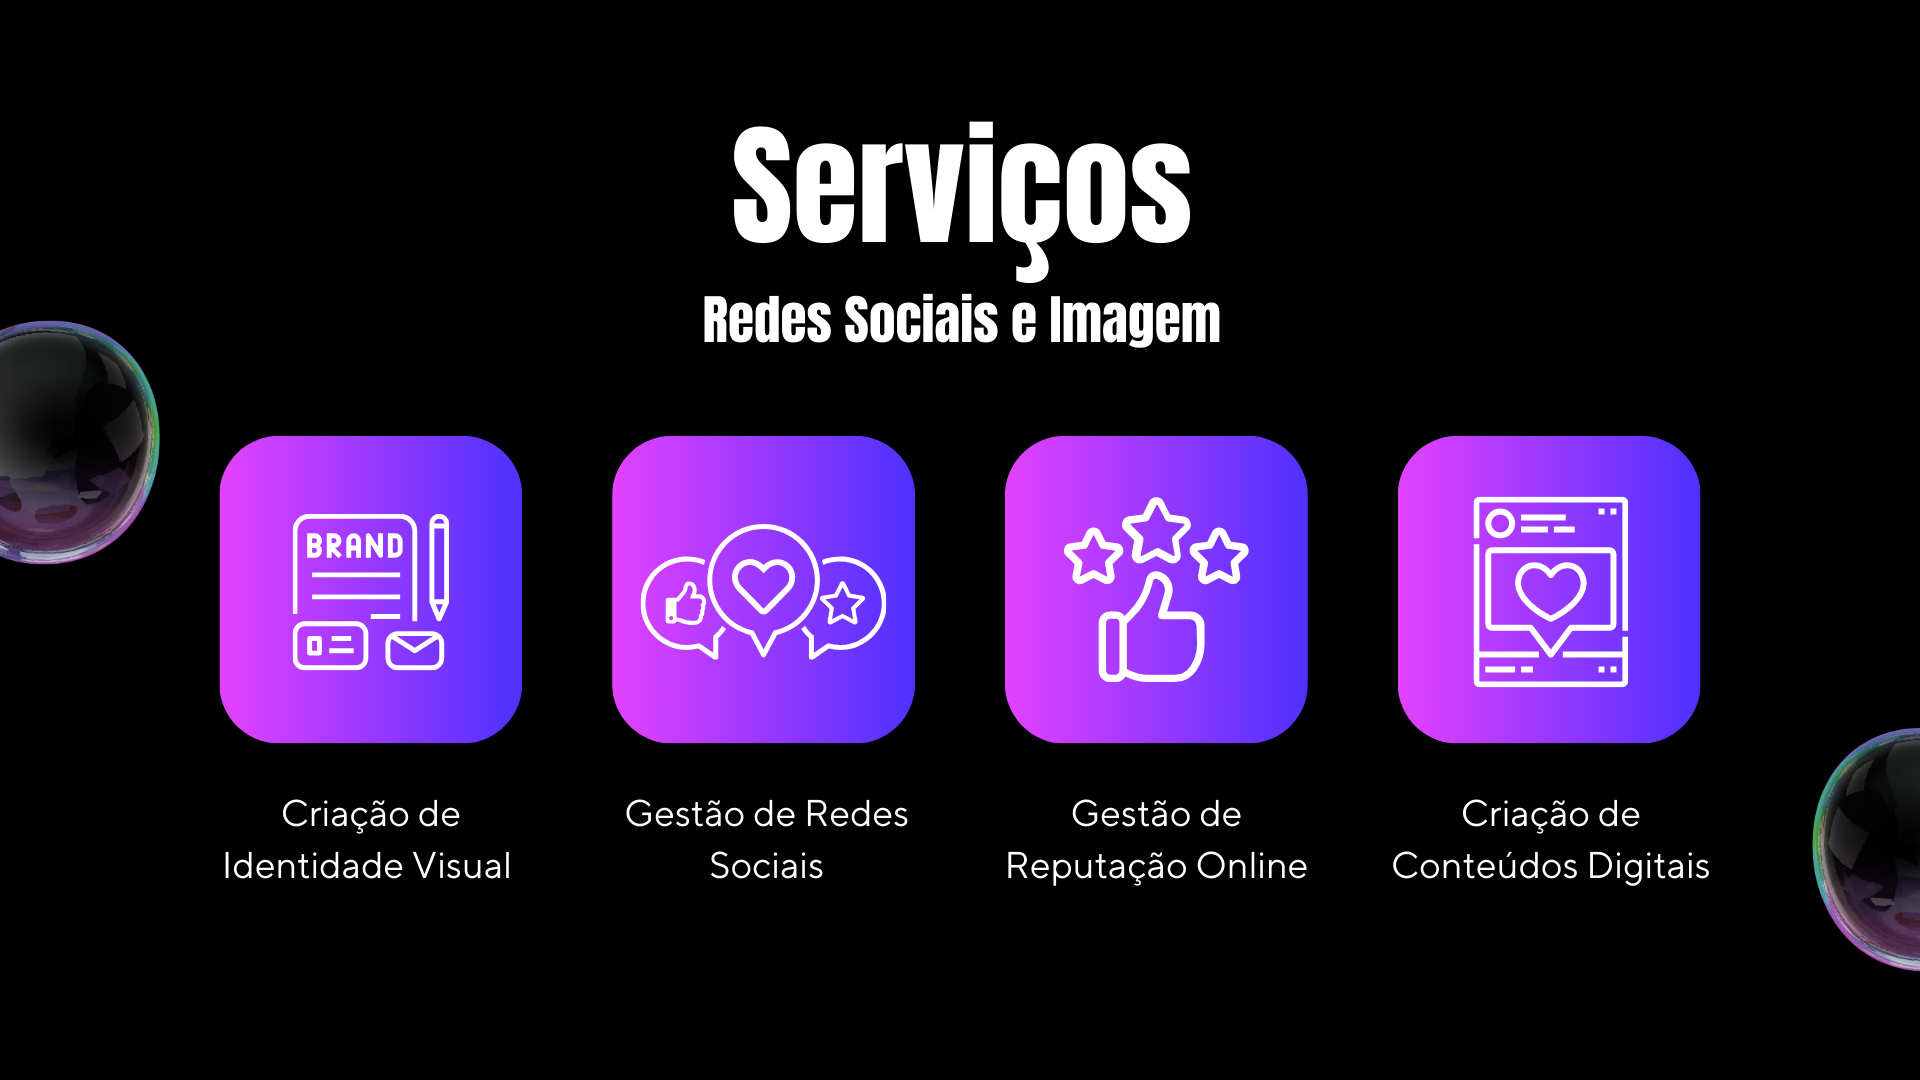 Serviços
Redes Sociais e Imagem
BRAND
Criação de
Identidade Visual
Gestão de Redes
Sociais
Gestão de
Reputação Online
Criação de
Conteúdos Digitais